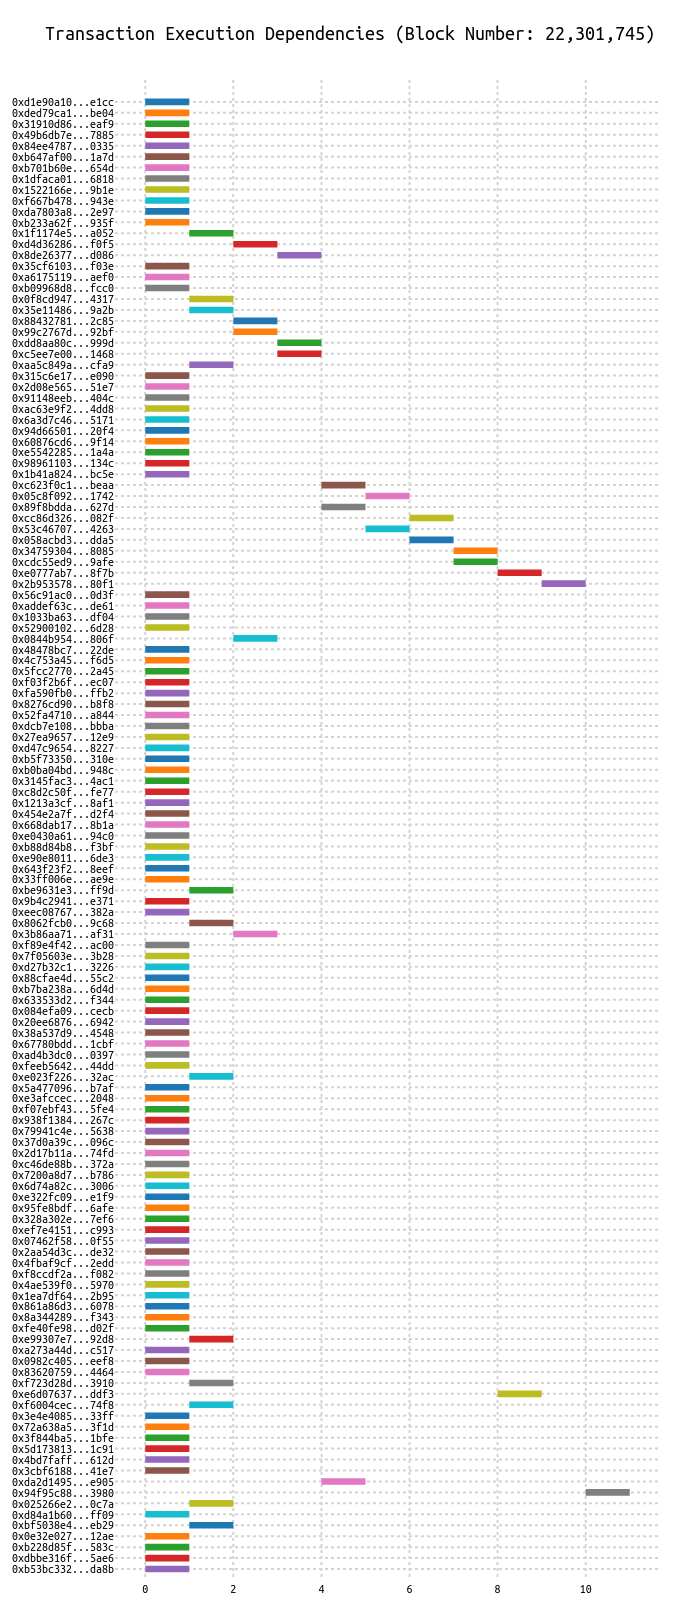 Transaction Execution Dependencies (Block Number: 22,301,745)
0xd1e90a10...e1cc
0xded79ca1...be04
0x31910d86...eaf9
0x49b6db7e...7885
0x84ee4787...0335
0xb647af00...1a7d
0xb701b60e...654d
0x1dfaca01...6818
0x1522166e...9b1e
0xf667b478...943e
0xda7803a8...2e97
0xb233a62f...935f
0x1f1174e5...a052
0xd4d36286...f0f5
0x8de26377...d086
0x35cf6103...f03e
0xa6175119...aef0
0xb09968d8...fcc0
0x0f8cd947...4317
0x35e11486...9a2b
0x88432781...2c85
0x99c2767d...92bf
0xdd8aa80c...999d
0xc5ee7e00...1468
0xaa5c849a...cfa9
0x315c6e17...e090
0x2d08e565...51e7
0x91148eeb...404c
0xac63e9f2...4dd8
0x6a3d7c46...5171
0x94d66501...20f4
0x60876cd6...9f14
0xe5542285...1a4a
0x98961103...134c
0x1b41a824...bc5e
0xc623f0c1...beaa
0x05c8f092...1742
0x89f8bdda...627d
0xcc86d326...082f
0x53c46707...4263
0x058acbd3...dda5
0x34759304...8085
0xcdc55ed9...9afe
0xe0777ab7...8f7b
0x2b953578...80f1
0x56c91ac0...0d3f
0xaddef63c...de61
0x1033ba63...df04
0x52900102...6d28
0x0844b954...806f
0x48478bc7...22de
0x4c753a45...f6d5
0x5fcc2770...2a45
0xf03f2b6f...ec07
0xfa590fb0...ffb2
0x8276cd90...b8f8
0x52fa4710...a844
0xdcb7e108...bbba
0x27ea9657...12e9
0xd47c9654...8227
0xb5f73350...310e
0xb0ba04bd...948c
0x3145fac3...4ac1
0xc8d2c50f...fe77
0x1213a3cf...8af1
0x454e2a7f...d2f4
0x668dab17...8b1a
0xe0430a61...94c0
0xb88d84b8...f3bf
0xe90e8011...6de3
0x643f23f2...8eef
0x33ff006e...ae9e
0xbe9631e3...ff9d
0x9b4c2941...e371
0xeec08767...382a
0x8062fcb0...9c68
0x3b86aa71...af31
0xf89e4f42...ac00
0x7f05603e...3b28
0xd27b32c1...3226
0x88cfae4d...55c2
0xb7ba238a...6d4d
0x633533d2...f344
0x084efa09...cecb
0x20ee6876...6942
0x38a537d9...4548
0x67780bdd...1cbf
0xad4b3dc0...0397
0xfeeb5642...44dd
0xe023f226...32ac
0x5a477096...b7af
0xe3afccec...2048
0xf07ebf43...5fe4
0x938f1384...267c
0x79941c4e...5638
0x37d0a39c...096c
0x2d17b11a...74fd
0xc46de88b...372a
0x7200a8d7...b786
0x6d74a82c...3006
0xe322fc09...e1f9
0x95fe8bdf...6afe
0x328a302e...7ef6
0xef7e4151...c993
0x07462f58...0f55
0x2aa54d3c...de32
0x4fbaf9cf...2edd
0xf8ccdf2a...f082
0x4ae539f0...5970
0x1ea7df64...2b95
0x861a86d3...6078
0x8a344289...f343
0xfe40fe98...d02f
0xe99307e7...92d8
0xa273a44d...c517
0x0982c405...eef8
0x83620759...4464
0xf723d28d...3910
0xe6d07637...ddf3
0xf6004cec...74f8
0x3e4e4085...33ff
0x72a638a5...3f1d
0x3f844ba5...1bfe
0x5d173813...1c91
0x4bd7faff...612d
0x3cbf6188...41e7
0xda2d1495...e905
0x94f95c88...3980
0x025266e2...0c7a
0xd84a1b60...ff09
0xbf5038e4...eb29
0x0e32e027...12ae
0xb228d85f...583c
0xdbbe316f...5ae6
0xb53bc332...da8b
0 2 4 6 8 10